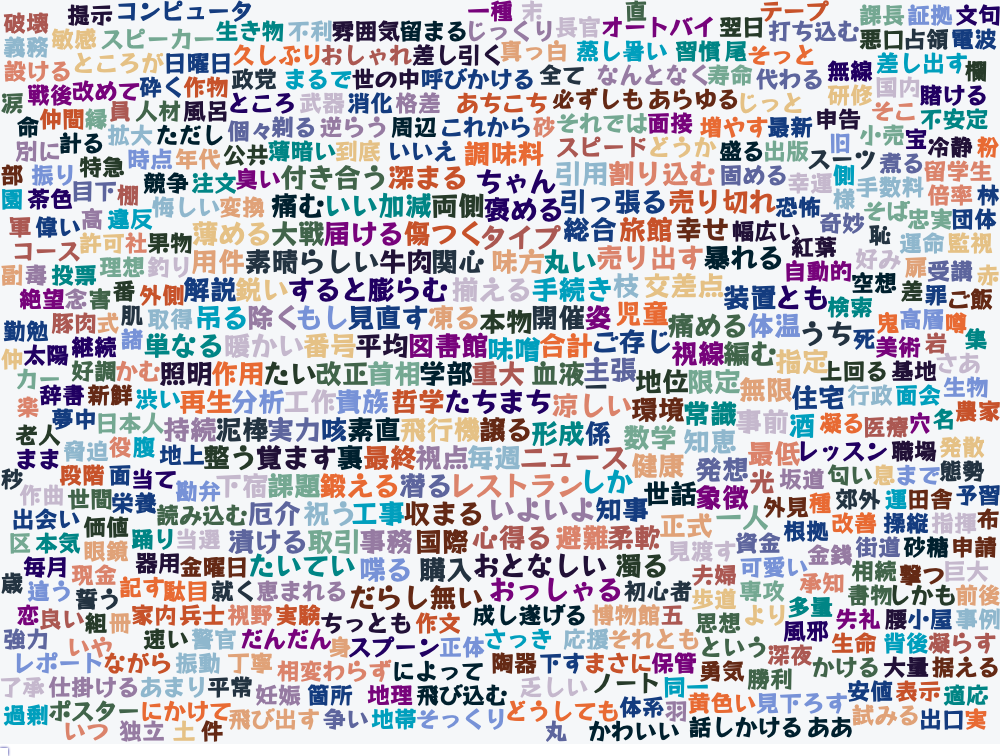 破壊 提示 コンピュータ 一種 末 直 テープ 課長 証拠 文句
義務 敏感 スピーカー 生き物 不利 雰囲気 留まる じっくり 長官 オートバイ 翌日 打ち込む 悪口 占領 電波
設ける ところが 日曜日 久しぶり おしゃれ 差し引く 真っ白 蒸し暑い 習慣 尾 そっと 差し出す 欄
涙 戦後 改めて 砕く 作物 政党 まるで 世の中 呼びかける 全て なんとなく 寿命 代わる 無線 国内 賭ける
命 仲間 縁 員 人材 風呂 ところ 武器 消化 格差 あちこち 必ずしも あらゆる じっと 研修 そこ 不安定
別に 計る 拡大 ただし 個々 剃る 逆らう 周辺 これから 砂 それでは 面接 増やす 最新 申告 小売 宝 冷静 粉
部 振り 特急 時点 年代 公共 薄暗い 到底 いいえ 調味料 スピード どうか 盛る 出版 旧 スーツ 煮る 留学生
園 茶色 目下 棚 競争 注文 臭い 付き合う 深まる ちゃん 引用 割り込む 固める 幸運 側 手数料 倍率 林
軍 偉い 高 違反 悔しい 変換 痛む いい加減 両側 褒める 引っ張る 売り切れ 恐怖 様 そば 忠実 団体
コース 許可 社 果物 薄める 大戦 届ける 傷つく タイプ 総合 旅館 幸せ 幅広い 奇妙 恥 運命 監視
副 毒 投票 理想 釣り 用件 素晴らしい 牛肉 関心 味方 丸い 売り出す 暴れる 紅葉 好み 扉 受講 赤
絶望 念 害 番 外側 解説 鋭い すると 膨らむ 揃える 手続き 枝 交差点 装置 とも 自動的 空想 差 罪 ご飯
勤勉 豚肉 式 肌 取得 吊る 除く もし 見直す 凍る 本物 開催 姿 児童 痛める 体温 うち 検索 死 鬼 高層 噂 集
仲 太陽 継続 諸 単なる 暖かい 番号 平均 図書館 味噌 合計 ご存じ 視線 編む 指定 美術 岩 さあ
力 一 好調 かむ 照明 作用 たい 改正 首相 学部 重大 血液 主張 地位 限定 無限 上回る 基地 生物
楽 辞書 新鮮 渋い 再生 分析 工作 貴族 哲学 たちまち 涼しい 環境 常識 事前 住宅 行政 面会 農家
老人 夢中 日本人 持続 泥棒 実力 咳 素直 飛行機 譲る 形成 係 数学 知恵 酒 凝る 医療 穴 名
まま 脅迫 役 腹 地上 整う 覚ます 裏 最終 視点 毎週 ニュース 健康 発想 最低 レッスン 職場 発散
秒 段階 面 当て 勘弁 下宿 課題 鍛える 潜る レストラン しか 世話 象徴 光 坂道 匂い 息 まで 態勢
作曲 世間 栄養 読み込む 厄介 祝う 工事 収まる いよいよ 知事 正式 一人 外見 種 郊外 運 田舎 予習
出会い 価値 区 本気 眼鏡 踊り 当選 漬ける 取引 事務 国際 心得る 避難 柔軟 見渡す 資金 根拠 改善 操縦 指揮 布
歳 毎月 現金 器用 金曜日 たいてい 喋る 購入 おとなしい 濁る 夫婦 可愛い 金銭 街道 砂糖 申請
違う 誓う 記す 駄目 就く 恵まれる だらし無い おっしゃる 初心者 歩道 専攻 承知 相続 撃つ 巨大
恋 良い 組 冊 家内 兵士 視野 実験 ちっとも 作文 成し遂げる 博物館 五 思想 より 多量 書物 しかも 前後
強力 いや 速い 警官 だんだん 身 スプーン 正体 さっき 応援 それとも という 風邪 失礼 腰 小屋 事例
レポート ながら 振動 丁寧 相変わらず によって 陶器 下す まさに 保管 勇気 深夜 生命 背後 凝らす
了承 仕掛ける あまり 平常 妊娠 箇所 地理 飛び込む 乏しい ノート 同一 勝利 かける 大量 据える
過剰 ポスター にかけて 飛び出す 争い 地帯 そっくり どうしても 体系 羽 黄色い 見下ろす 安値 表示 適応
いつ 独立 土 件 丸 かわいい 話しかける ああ 試みる 出口 実